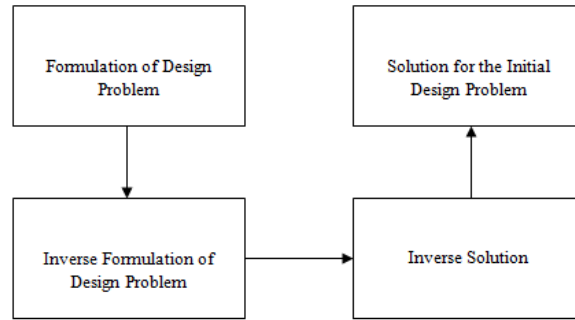 Formulation of Design
Problem
Solution for the Initial
Design Problem
Inverse Formulation of
Design Problem
Inverse Solution